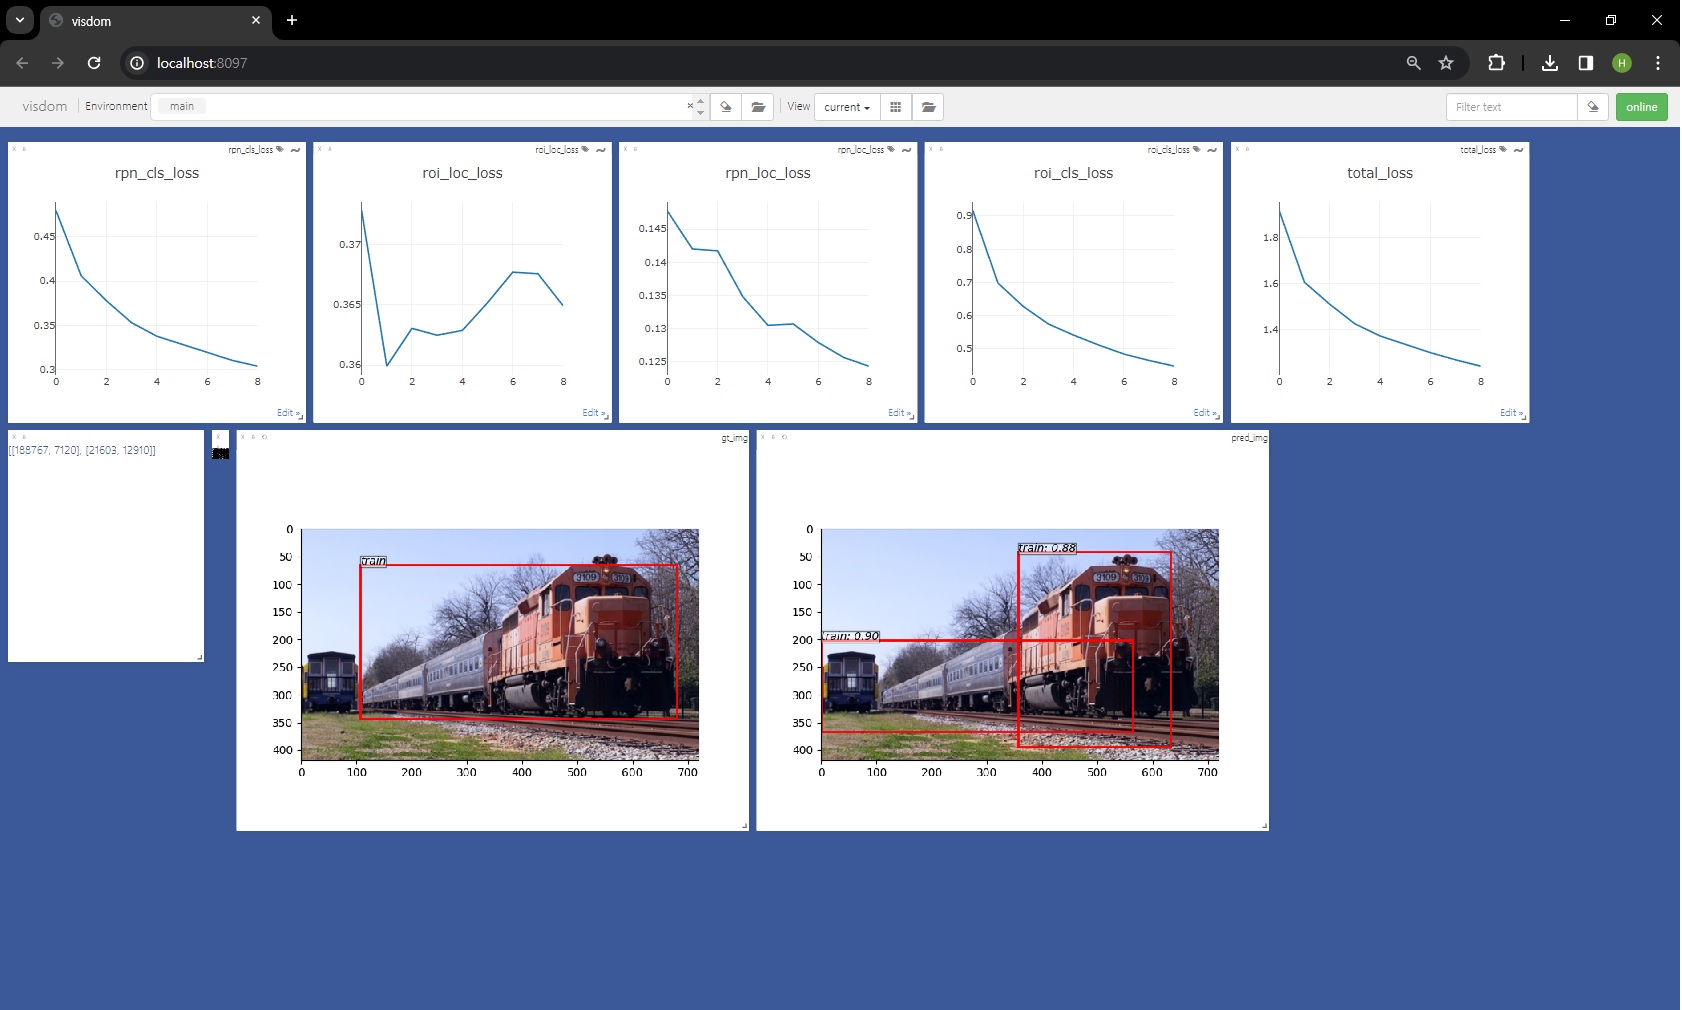 visdom
localhost:8097
H
visdom
Environment
main
View
current
Filter text
online
rpn_cls_loss
rpn_cls_loss
0.45
0.4
0.35
0.3
0 2 4 6 8
Edit »
roi_loc_loss
roi_loc_loss
0.37
0.365
0.36
0 2 4 6 8
Edit »
rpn_loc_loss
rpn_loc_loss
0.145
0.14
0.135
0.13
0.125
0 2 4 6 8
Edit »
roi_cls_loss
roi_cls_loss
0.9
0.8
0.7
0.6
0.5
0 2 4 6 8
Edit »
total_loss
total_loss
1.8
1.6
1.4
0 2 4 6 8
Edit »
[[188767, 7120], [21603, 12910]]
gt_img
train
3109
3109
0
50
100
150
200
250
300
350
400
0 100 200 300 400 500 600 700
pred_img
train: 0.88
train: 0.90
3109
3109
0
50
100
150
200
250
300
350
400
0 100 200 300 400 500 600 700